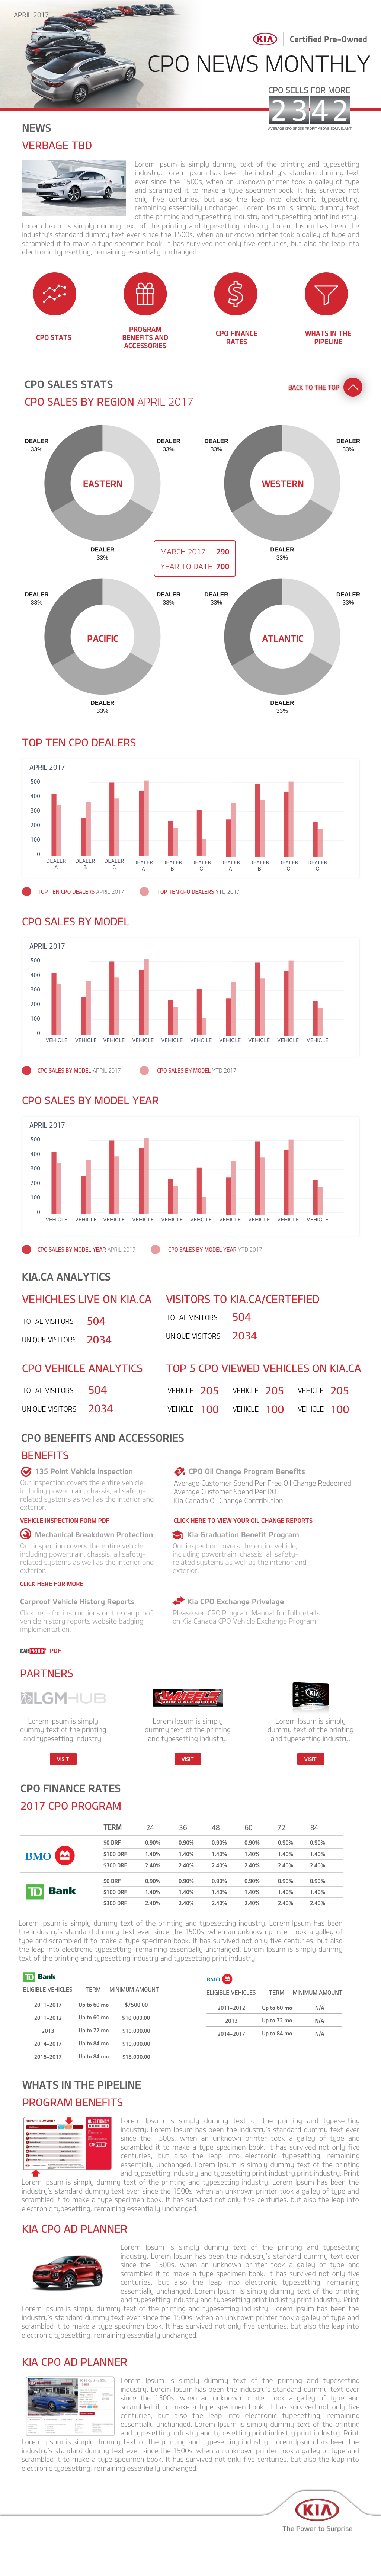 APRIL 2017
KIA Certified Pre-Owned
CPO NEWS MONTHLY
CPO SELLS FOR MORE
2342
AVERAGE CPO GROSS PROFIT ABOVE EQUIVALENT
NEWS
VERBAGE TBD
Lorem Ipsum is simply dummy text of the printing and typesetting
industry. Lorem Ipsum has been the industry's standard dummy text
ever since the 1500s, when an unknown printer took a galley of type
and scrambled it to make a type specimen book. It has survived not
only five centuries, but also the leap into electronic typesetting,
remaining essentially unchanged. Lorem Ipsum is simply dummy text
of the printing and typesetting industry and typesetting print industry.
Lorem Ipsum is simply dummy text of the printing and typesetting industry. Lorem Ipsum has been the
industry's standard dummy text ever since the 1500s, when an unknown printer took a galley of type and
scrambled it to make a type specimen book. It has survived not only five centuries, but also the leap into
electronic typesetting, remaining essentially unchanged.
CPO STATS
PROGRAM
BENEFITS AND
ACCESSORIES
CPO FINANCE
RATES
WHATS IN THE
PIPELINE
CPO SALES STATS
BACK TO THE TOP
CPO SALES BY REGION APRIL 2017
DEALER 33% DEALER 33% DEALER 33% DEALER 33%
EASTERN WESTERN
DEALER 33% DEALER 33%
MARCH 2017 290
YEAR TO DATE 700
DEALER 33% DEALER 33% DEALER 33% DEALER 33%
PACIFIC ATLANTIC
DEALER 33% DEALER 33%
TOP TEN CPO DEALERS
APRIL 2017
500
400
300
200
100
0
DEALER A DEALER B DEALER C DEALER A DEALER B DEALER C DEALER A DEALER B DEALER C DEALER C
TOP TEN CPO DEALERS APRIL 2017 TOP TEN CPO DEALERS YTD 2017
CPO SALES BY MODEL
APRIL 2017
500
400
300
200
100
0
VEHICLE VEHICLE VEHICLE VEHICLE VEHICLE VEHCILE VEHICLE VEHICLE VEHICLE VEHICLE
CPO SALES BY MODEL APRIL 2017 CPO SALES BY MODEL YTD 2017
CPO SALES BY MODEL YEAR
APRIL 2017
500
400
300
200
100
0
VEHICLE VEHICLE VEHICLE VEHICLE VEHICLE VEHCILE VEHICLE VEHICLE VEHICLE VEHICLE
CPO SALES BY MODEL YEAR APRIL 2017 CPO SALES BY MODEL YEAR YTD 2017
KIA.CA ANALYTICS
VEHICHLES LIVE ON KIA.CA
TOTAL VISITORS 504
UNIQUE VISITORS 2034
VISITORS TO KIA.CA/CERTEFIED
TOTAL VISITORS 504
UNIQUE VISITORS 2034
CPO VEHICLE ANALYTICS
TOTAL VISITORS 504
UNIQUE VISITORS 2034
TOP 5 CPO VIEWED VEHICLES ON KIA.CA
VEHICLE 205 VEHICLE 205 VEHICLE 205
VEHICLE 100 VEHICLE 100 VEHICLE 100
CPO BENEFITS AND ACCESSORIES
BENEFITS
135 Point Vehicle Inspection
Our inspection covers the entire vehicle,
including powertrain, chassis, all safety-
related systems as well as the interior and
exterior.
VEHICLE INSPECTION FORM PDF
CPO Oil Change Program Benefits
Average Customer Spend Per Free Oil Change Redeemed
Average Customer Spend Per RO
Kia Canada Oil Change Contribution
CLICK HERE TO VIEW YOUR OIL CHANGE REPORTS
Mechanical Breakdown Protection
Our inspection covers the entire vehicle,
including powertrain, chassis, all safety-
related systems as well as the interior and
exterior.
CLICK HERE FOR MORE
Kia Graduation Benefit Program
Our inspection covers the entire vehicle,
including powertrain, chassis, all safety-
related systems as well as the interior and
exterior.
Carproof Vehicle History Reports
Click here for instructions on the car proof
vehicle history reports website badging
implementation.
CARPROOF PDF
Kia CPO Exchange Privelage
Please see CPO Program Manual for full details
on Kia Canada CPO Vehicle Exchange Program.
PARTNERS
LGMHUB
WHEELS
KIA
Lorem Ipsum is simply
dummy text of the printing
and typesetting industry.
VISIT
Lorem Ipsum is simply
dummy text of the printing
and typesetting industry.
VISIT
Lorem Ipsum is simply
dummy text of the printing
and typesetting industry.
VISIT
CPO FINANCE RATES
2017 CPO PROGRAM
TERM 24 36 48 60 72 84
BMO
$0 DRF 0.90% 0.90% 0.90% 0.90% 0.90% 0.90%
$100 DRF 1.40% 1.40% 1.40% 1.40% 1.40% 1.40%
$300 DRF 2.40% 2.40% 2.40% 2.40% 2.40% 2.40%
TD Bank
$0 DRF 0.90% 0.90% 0.90% 0.90% 0.90% 0.90%
$100 DRF 1.40% 1.40% 1.40% 1.40% 1.40% 1.40%
$300 DRF 2.40% 2.40% 2.40% 2.40% 2.40% 2.40%
Lorem Ipsum is simply dummy text of the printing and typesetting industry. Lorem Ipsum has been
the industry's standard dummy text ever since the 1500s, when an unknown printer took a galley of
type and scrambled it to make a type specimen book. It has survived not only five centuries, but also
the leap into electronic typesetting, remaining essentially unchanged. Lorem Ipsum is simply dummy
text of the printing and typesetting industry and typesetting print industry
TD Bank
ELIGIBLE VEHICLES TERM MINIMUM AMOUNT
2011-2017 Up to 60 mo $7500.00
2011-2012 Up to 60 mo $10,000.00
2013 Up to 72 mo $10,000.00
2014-2017 Up to 84 mo $10,000.00
2016-2017 Up to 84 mo $18,000.00
BMO
ELIGIBLE VEHICLES TERM MINIMUM AMOUNT
2011-2012 Up to 60 mo N/A
2013 Up to 72 mo N/A
2014-2017 Up to 84 mo N/A
WHATS IN THE PIPELINE
PROGRAM BENEFITS
Lorem Ipsum is simply dummy text of the printing and typesetting
industry. Lorem Ipsum has been the industry's standard dummy text ever
since the 1500s, when an unknown printer took a galley of type and
scrambled it to make a type specimen book. It has survived not only five
centuries, but also the leap into electronic typesetting, remaining
essentially unchanged. Lorem Ipsum is simply dummy text of the printing
and typesetting industry and typesetting print industry.print industry. Print
Lorem Ipsum is simply dummy text of the printing and typesetting industry. Lorem Ipsum has been the
industry's standard dummy text ever since the 1500s, when an unknown printer took a galley of type and
scrambled it to make a type specimen book. It has survived not only five centuries, but also the leap into
electronic typesetting, remaining essentially unchanged.
KIA CPO AD PLANNER
Lorem Ipsum is simply dummy text of the printing and typesetting
industry. Lorem Ipsum has been the industry's standard dummy text ever
since the 1500s, when an unknown printer took a galley of type and
scrambled it to make a type specimen book. It has survived not only five
centuries, but also the leap into electronic typesetting, remaining
essentially unchanged. Lorem Ipsum is simply dummy text of the printing
and typesetting industry and typesetting print industry.print industry. Print
Lorem Ipsum is simply dummy text of the printing and typesetting industry. Lorem Ipsum has been the
industry's standard dummy text ever since the 1500s, when an unknown printer took a galley of type and
scrambled it to make a type specimen book. It has survived not only five centuries, but also the leap into
electronic typesetting, remaining essentially unchanged.
KIA CPO AD PLANNER
Lorem Ipsum is simply dummy text of the printing and typesetting
industry. Lorem Ipsum has been the industry's standard dummy text ever
since the 1500s, when an unknown printer took a galley of type and
scrambled it to make a type specimen book. It has survived not only five
centuries, but also the leap into electronic typesetting, remaining
essentially unchanged. Lorem Ipsum is simply dummy text of the printing
and typesetting industry and typesetting print industry.print industry. Print
Lorem Ipsum is simply dummy text of the printing and typesetting industry. Lorem Ipsum has been the
industry's standard dummy text ever since the 1500s, when an unknown printer took a galley of type and
scrambled it to make a type specimen book. It has survived not only five centuries, but also the leap into
electronic typesetting, remaining essentially unchanged.
KIA
The Power to Surprise